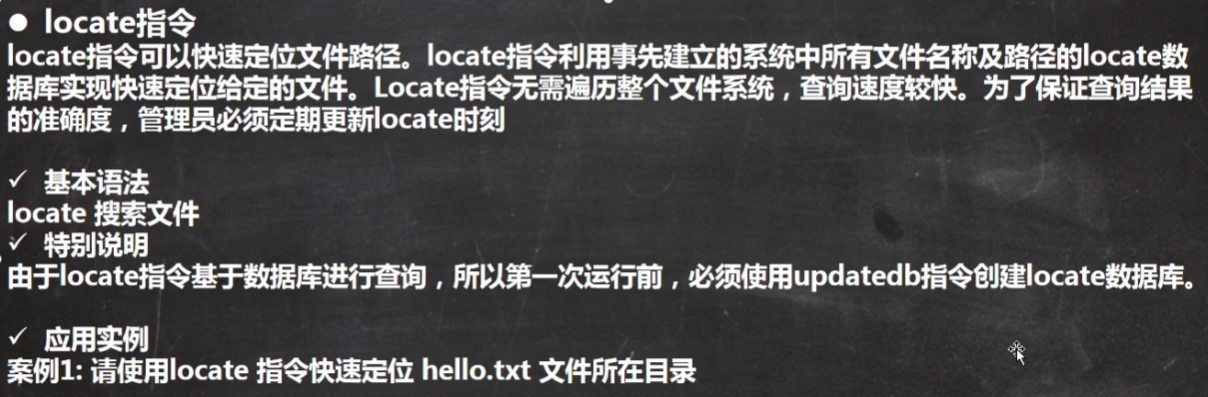 ● locate指令
locate指令可以快速定位文件路径。locate指令利用事先建立的系统中所有文件名称及路径的locate数
据库实现快速定位给定的文件。Locate指令无需遍历整个文件系统，查询速度较快。为了保证查询结果
的准确度，管理员必须定期更新locate时刻
✓ 基本语法
locate 搜索文件
✓ 特别说明
由于locate指令基于数据库进行查询，所以第一次运行前，必须使用updatedb指令创建locate数据库。
✓ 应用实例
案例1: 请使用locate 指令快速定位 hello.txt 文件所在目录